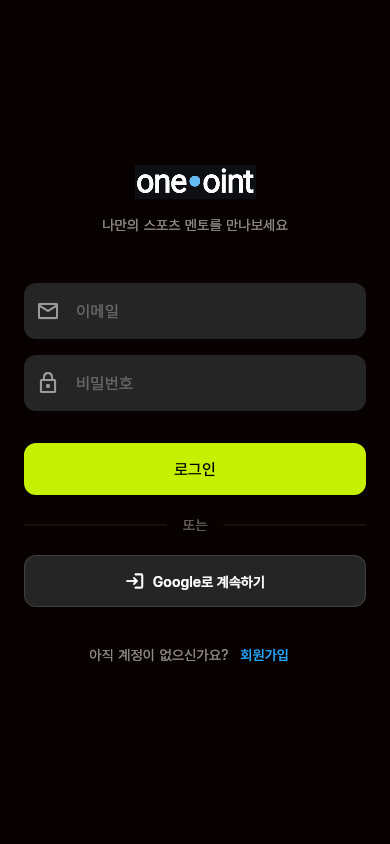 one•oint
나만의 스포츠 멘토를 만나보세요
이메일
비밀번호
로그인
또는
Google로 계속하기
아직 계정이 없으신가요? 회원가입